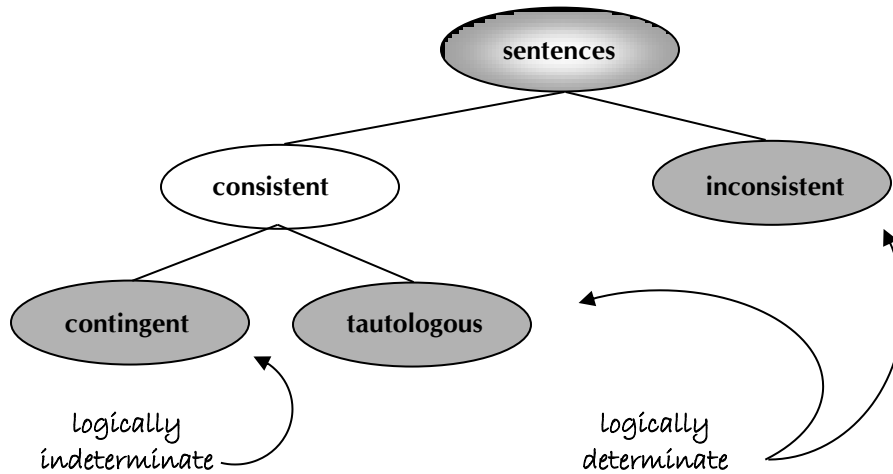 sentences
consistent
inconsistent
contingent
tautologous
logically
indeterminate
logically
determinate